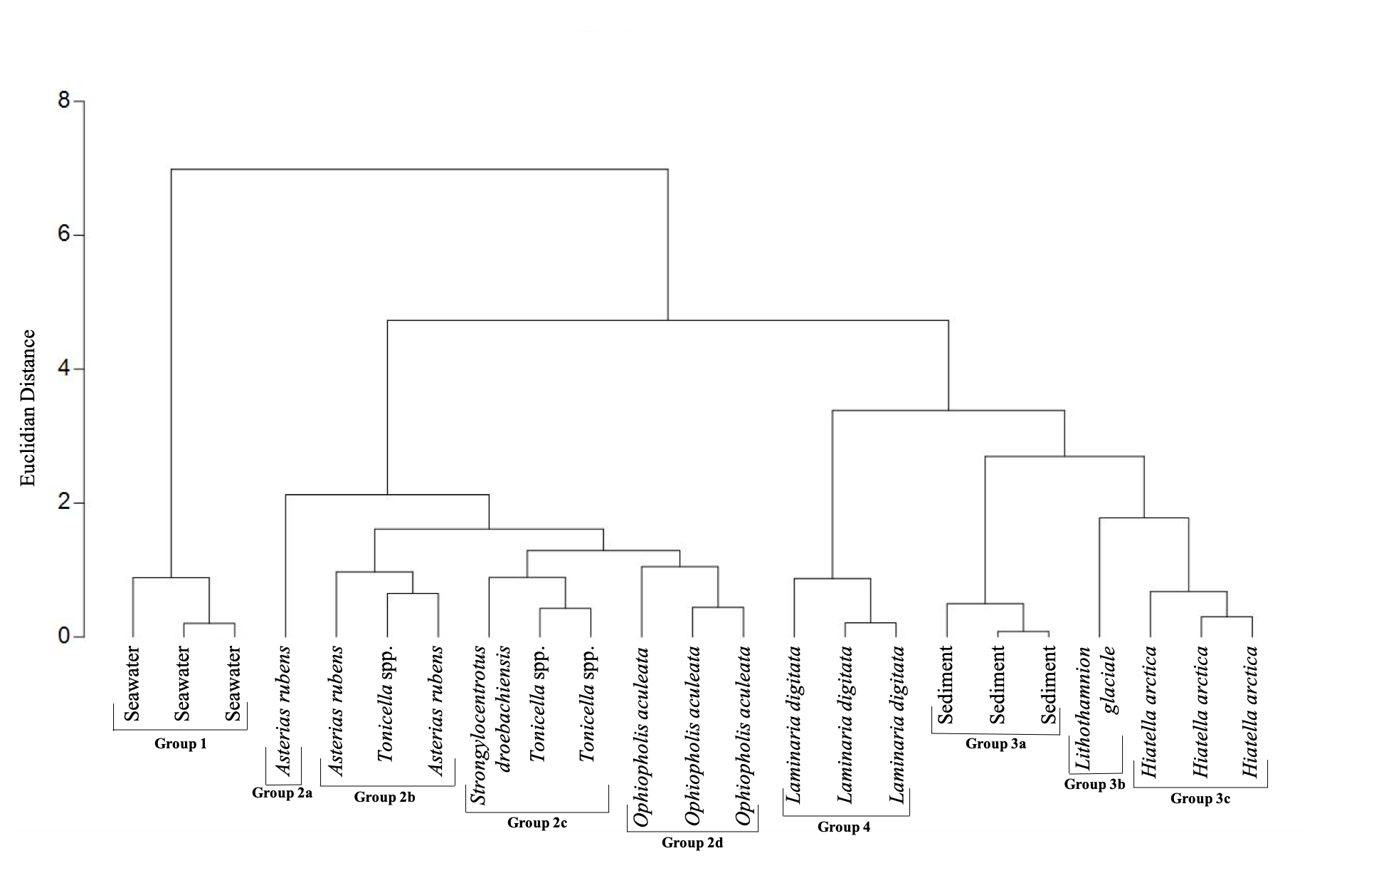 8
6
4
2
0
Euclidian Distance
Seawater
Seawater
Seawater
Asterias rubens
Asterias rubens
Tonicella spp.
Asterias rubens
Strongylocentrotus
droebachiensis
Tonicella spp.
Tonicella spp.
Ophiopholis aculeata
Ophiopholis aculeata
Ophiopholis aculeata
Laminaria digitata
Laminaria digitata
Laminaria digitata
Sediment
Sediment
Sediment
Lithothamnion
glaciale
Hiatella arctica
Hiatella arctica
Hiatella arctica
Group 1
Group 2a
Group 2b
Group 2c
Group 2d
Group 4
Group 3a
Group 3b
Group 3c